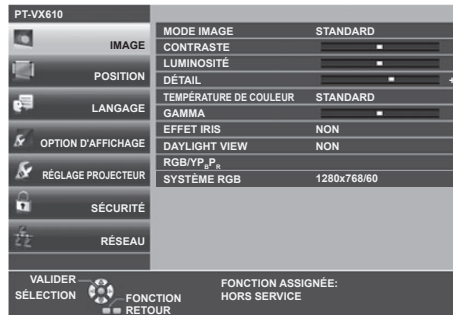 PT-VX610
IMAGE
POSITION
LANGAGE
OPTION D'AFFICHAGE
RÉGLAGE PROJECTEUR
SÉCURITÉ
RÉSEAU
MODE IMAGE STANDARD
CONTRASTE
LUMINOSITÉ
DÉTAIL +
TEMPÉRATURE DE COULEUR STANDARD
GAMMA
EFFET IRIS NON
DAYLIGHT VIEW NON
RGB/YPBPR
SYSTÈME RGB 1280x768/60
VALIDER
SÉLECTION
FONCTION
RETOUR
FONCTION ASSIGNÉE:
HORS SERVICE